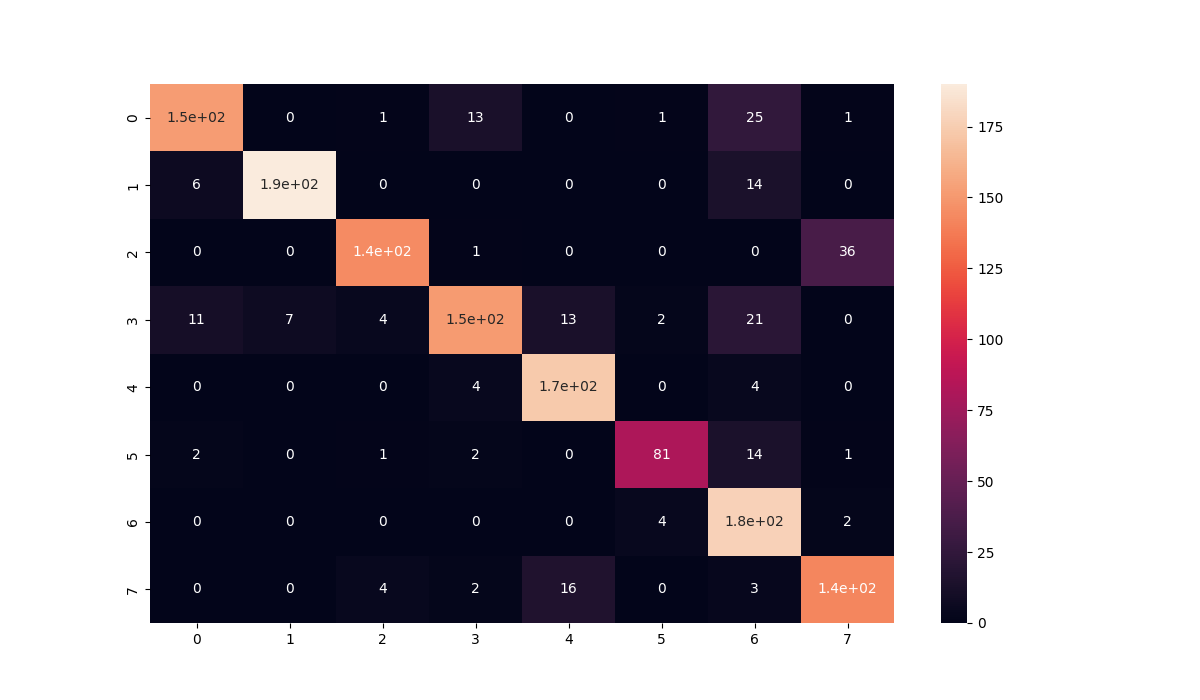 0 1.5e+02 0 1 13 0 1 25 1
1 6 1.9e+02 0 0 0 0 14 0
2 0 0 1.4e+02 1 0 0 0 36
3 11 7 4 1.5e+02 13 2 21 0
4 0 0 0 4 1.7e+02 0 4 0
5 2 0 1 2 0 81 14 1
6 0 0 0 0 0 4 1.8e+02 2
7 0 0 4 2 16 0 3 1.4e+02
0 1 2 3 4 5 6 7
175
150
125
100
75
50
25
0